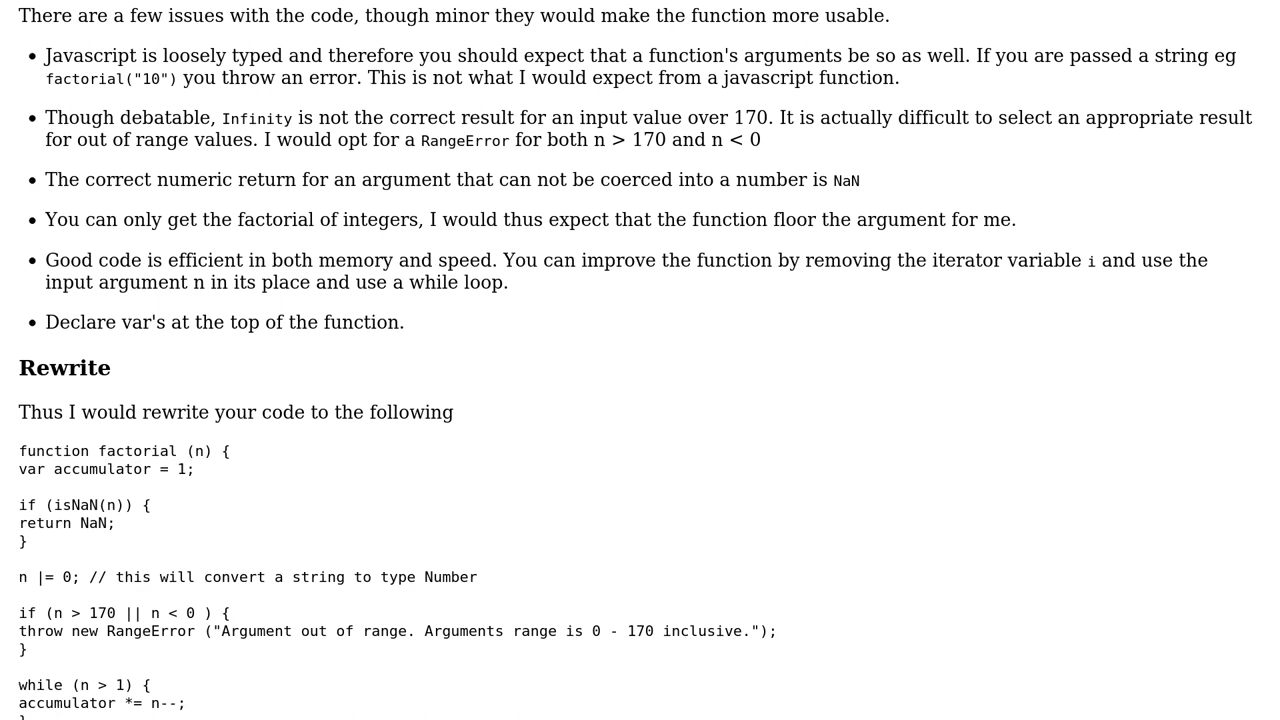 There are a few issues with the code, though minor they would make the function more usable.
• Javascript is loosely typed and therefore you should expect that a function's arguments be so as well. If you are passed a string eg
factorial("10") you throw an error. This is not what I would expect from a javascript function.
• Though debatable, Infinity is not the correct result for an input value over 170. It is actually difficult to select an appropriate result
for out of range values. I would opt for a RangeError for both n > 170 and n < 0
• The correct numeric return for an argument that can not be coerced into a number is NaN
• You can only get the factorial of integers, I would thus expect that the function floor the argument for me.
• Good code is efficient in both memory and speed. You can improve the function by removing the iterator variable i and use the
input argument n in its place and use a while loop.
• Declare var's at the top of the function.
Rewrite
Thus I would rewrite your code to the following
function factorial (n) {
var accumulator = 1;
if (isNaN(n)) {
return NaN;
}
n |= 0; // this will convert a string to type Number
if (n > 170 || n < 0 ) {
throw new RangeError ("Argument out of range. Arguments range is 0 - 170 inclusive.");
}
while (n > 1) {
accumulator *= n--;
}